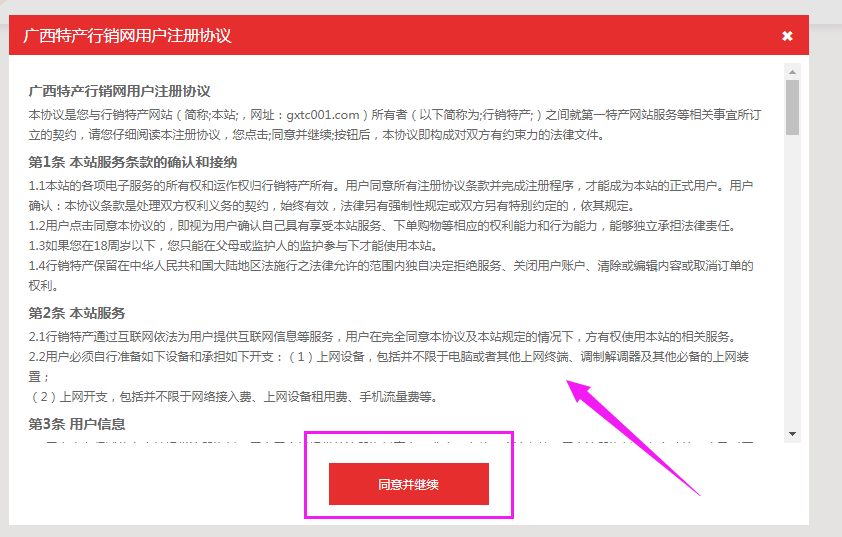 广西特产行销网用户注册协议
广西特产行销网用户注册协议
本协议是您与行销特产网站（简称;本站;，网址：gxtc001.com）所有者（以下简称为;行销特产;）之间就第一特产网站服务等相关事宜所订
立的契约，请您仔细阅读本注册协议，您点击;同意并继续;按钮后，本协议即构成对双方有约束力的法律文件。
第1条 本站服务条款的确认和接纳
1.1本站的各项电子服务的所有权和运作权归行销特产所有。用户同意所有注册协议条款并完成注册程序，才能成为本站的正式用户。用户
确认：本协议条款是处理双方权利义务的契约，始终有效，法律另有强制性规定或双方另有特别约定的，依其规定。
1.2用户点击同意本协议的，即视为用户确认自己具有享受本站服务、下单购物等相应的权利能力和行为能力，能够独立承担法律责任。
1.3如果您在18周岁以下，您只能在父母或监护人的监护参与下才能使用本站。
1.4行销特产保留在中华人民共和国大陆地区法施行之法律允许的范围内独自决定拒绝服务、关闭用户账户、清除或编辑内容或取消订单的
权利。
第2条 本站服务
2.1行销特产通过互联网依法为用户提供互联网信息等服务，用户在完全同意本协议及本站规定的情况下，方有权使用本站的相关服务。
2.2用户必须自行准备如下设备和承担如下开支：（1）上网设备，包括并不限于电脑或者其他上网终端、调制解调器及其他必备的上网装
置；
（2）上网开支，包括并不限于网络接入费、上网设备租用费、手机流量费等。
第3条 用户信息
同意并继续